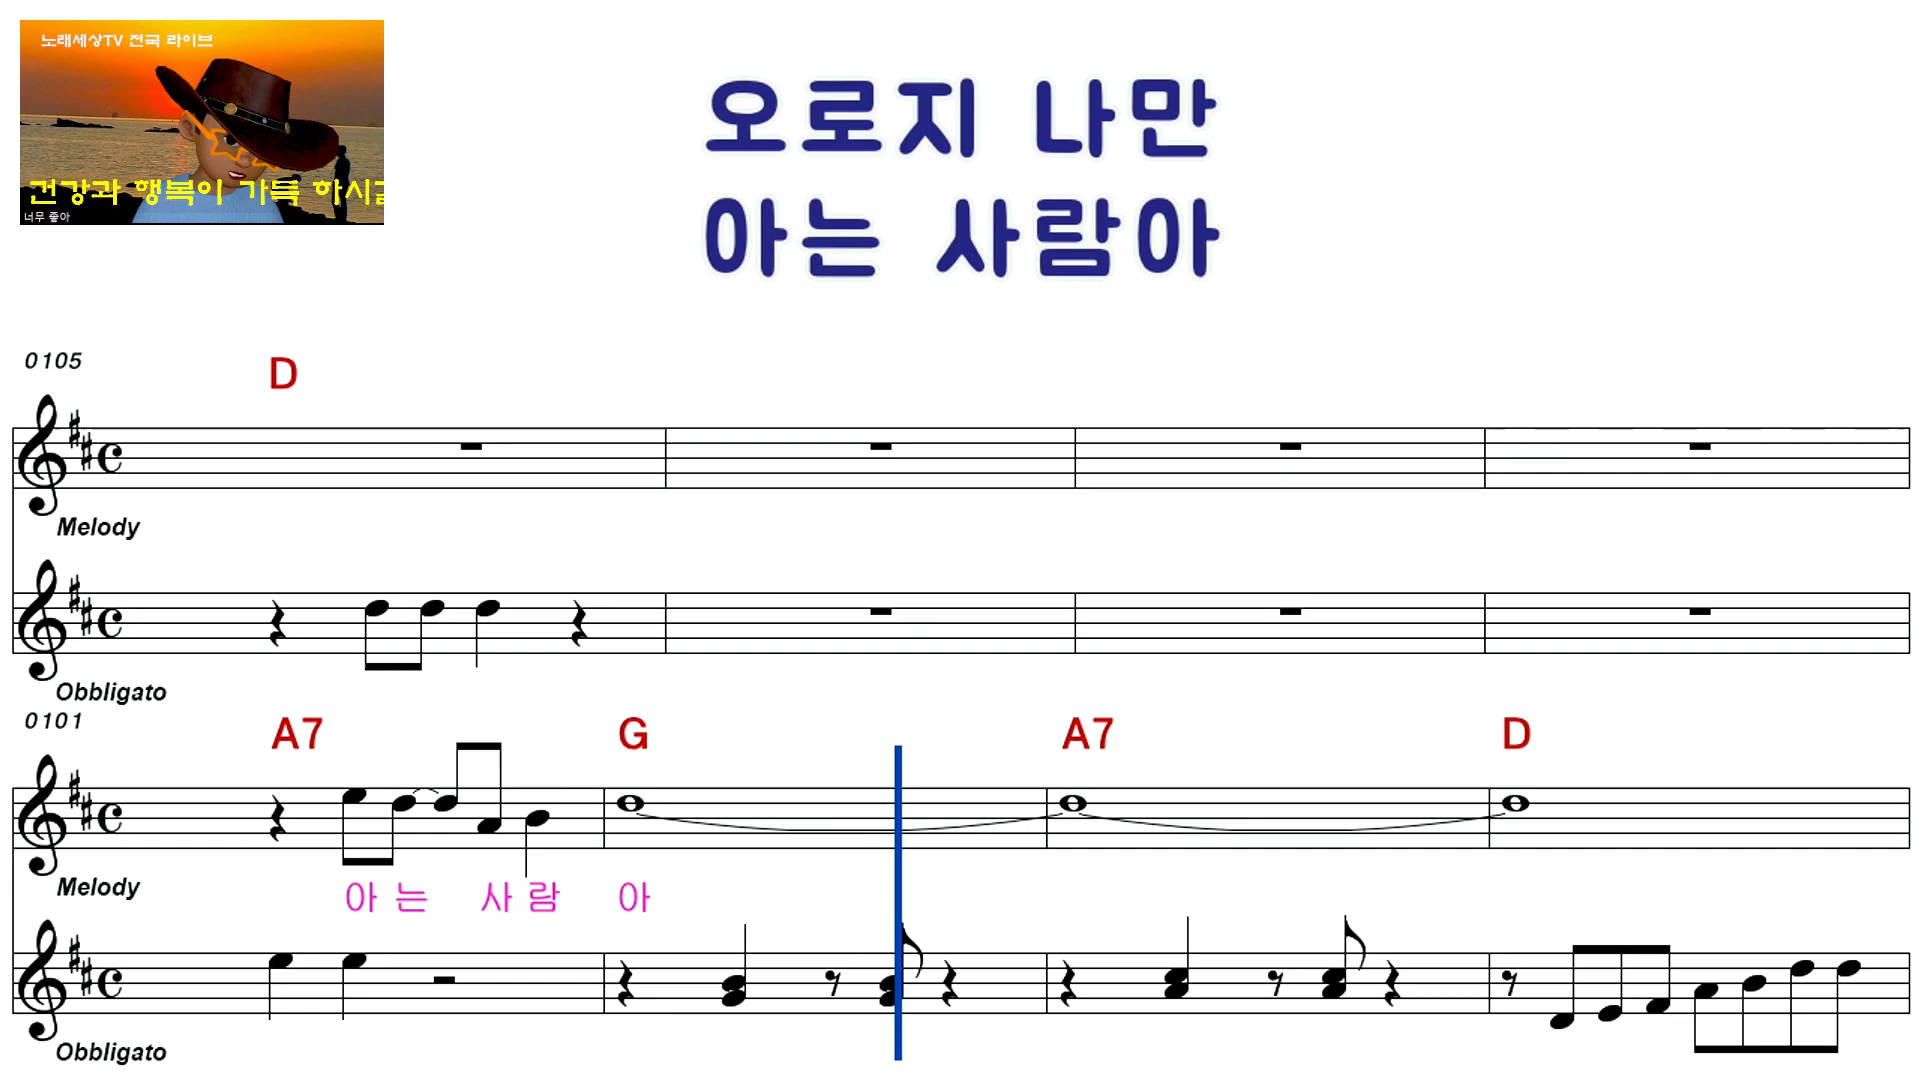 노래세상TV 전국 라이브
건강과 행복이 가득 하시길
너무 좋아
오로지 나만
아는 사람아
0105
D
Melody
Obbligato
0101
A7 G A7 D
Melody
아 는 사 람 아
Obbligato